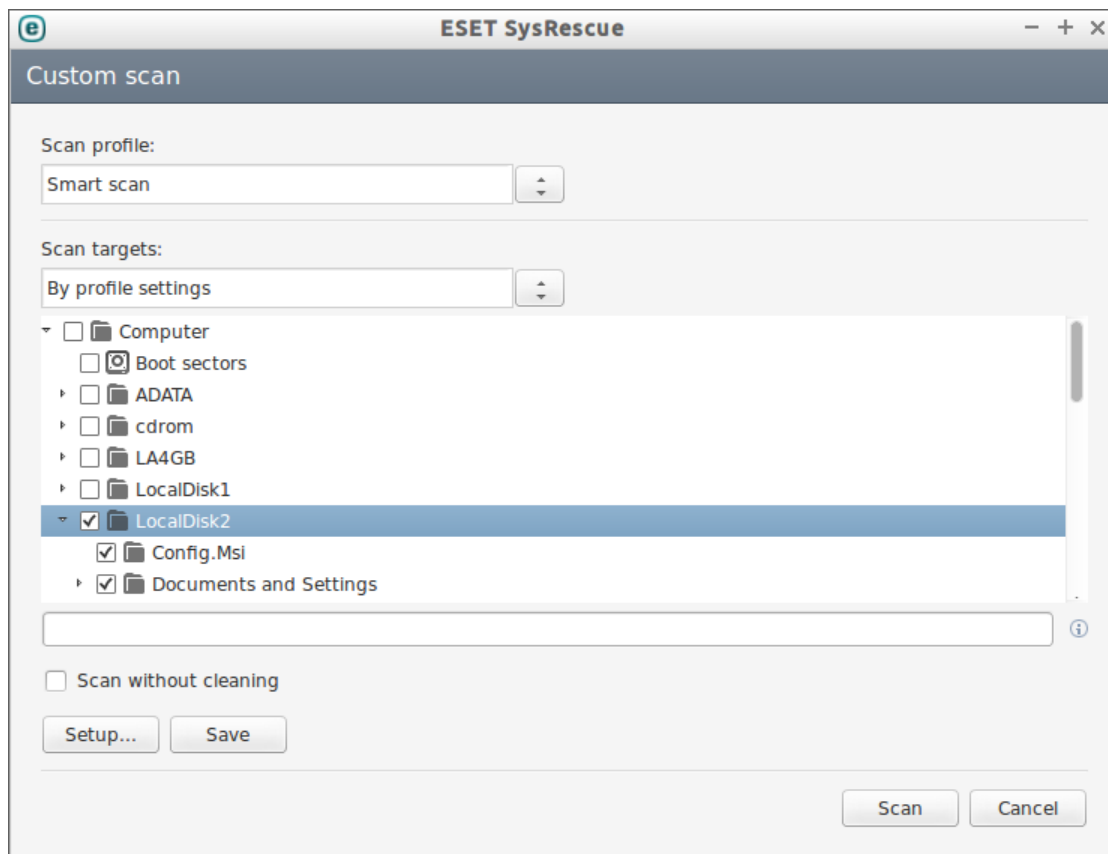 ESET SysRescue
Custom scan
Scan profile:
Smart scan
Scan targets:
By profile settings
Computer
Boot sectors
ADATA
cdrom
LA4GB
LocalDisk1
LocalDisk2
Config.Msi
Documents and Settings
Scan without cleaning
Setup...
Save
Scan
Cancel